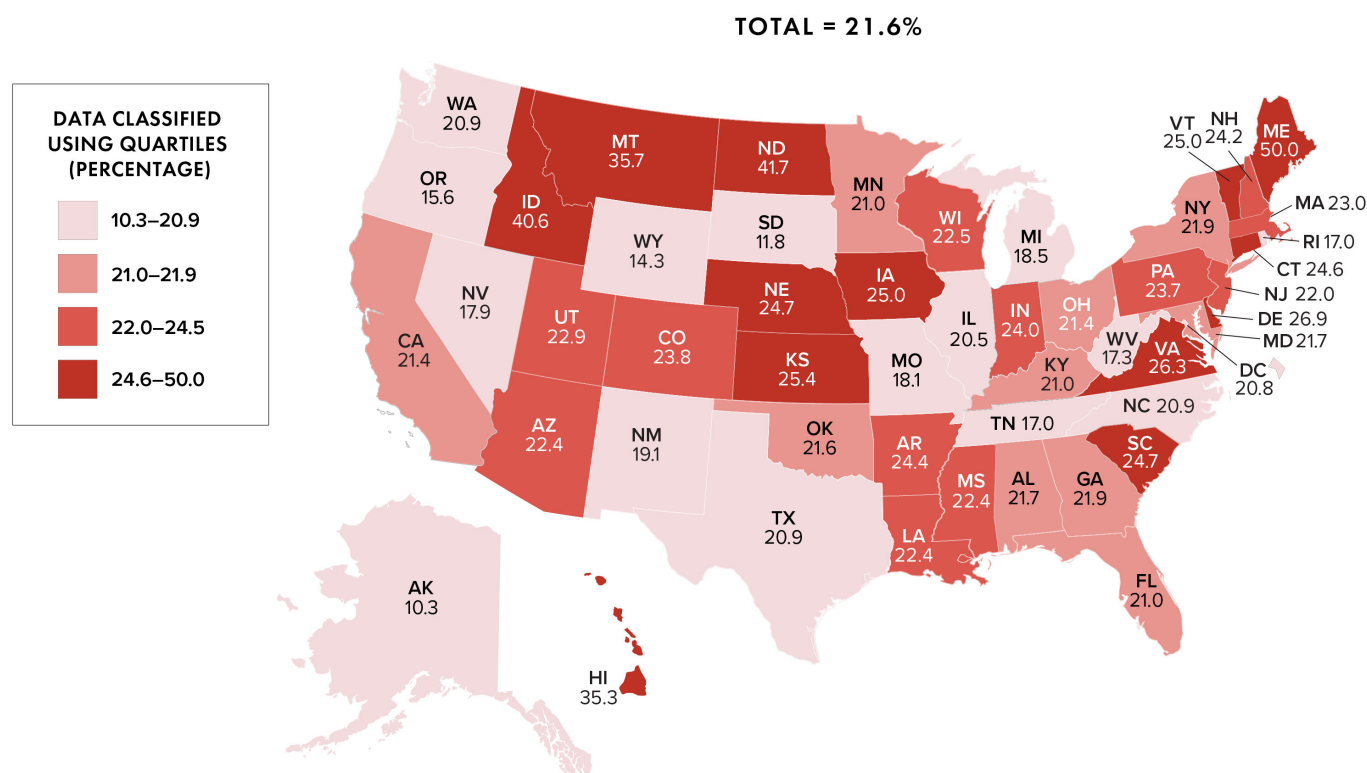 TOTAL = 21.6%
DATA CLASSIFIED
USING QUARTILES
(PERCENTAGE)
10.3–20.9
21.0–21.9
22.0–24.5
24.6–50.0
WA
20.9
OR
15.6
CA
21.4
NV
17.9
ID
40.6
MT
35.7
WY
14.3
UT
22.9
AZ
22.4
CO
23.8
NM
19.1
ND
41.7
SD
11.8
NE
24.7
KS
25.4
OK
21.6
TX
20.9
MN
21.0
IA
25.0
MO
18.1
AR
24.4
LA
22.4
WI
22.5
IL
20.5
MI
18.5
IN
24.0
OH
21.4
KY
21.0
TN 17.0
MS
22.4
AL
21.7
GA
21.9
FL
21.0
SC
24.7
NC 20.9
VA
26.3
WV
17.3
PA
23.7
NY
21.9
VT
25.0
NH
24.2
ME
50.0
MA 23.0
RI 17.0
CT 24.6
NJ 22.0
DE 26.9
MD 21.7
DC
20.8
AK
10.3
HI
35.3